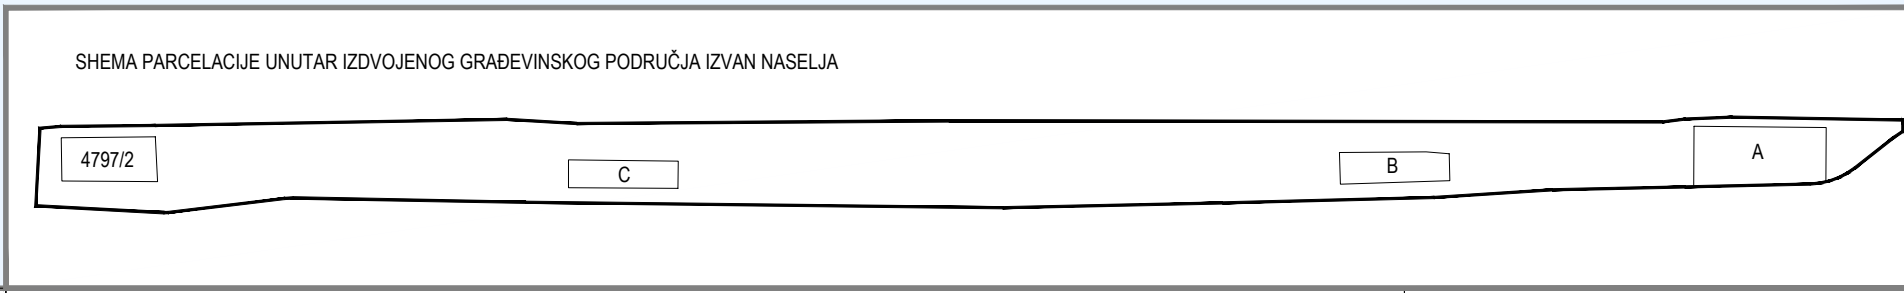 SHEMA PARCELACIJE UNUTAR IZDVOJENOG GRAĐEVINSKOG PODRUČJA IZVAN NASELJA
4797/2
C
B
A